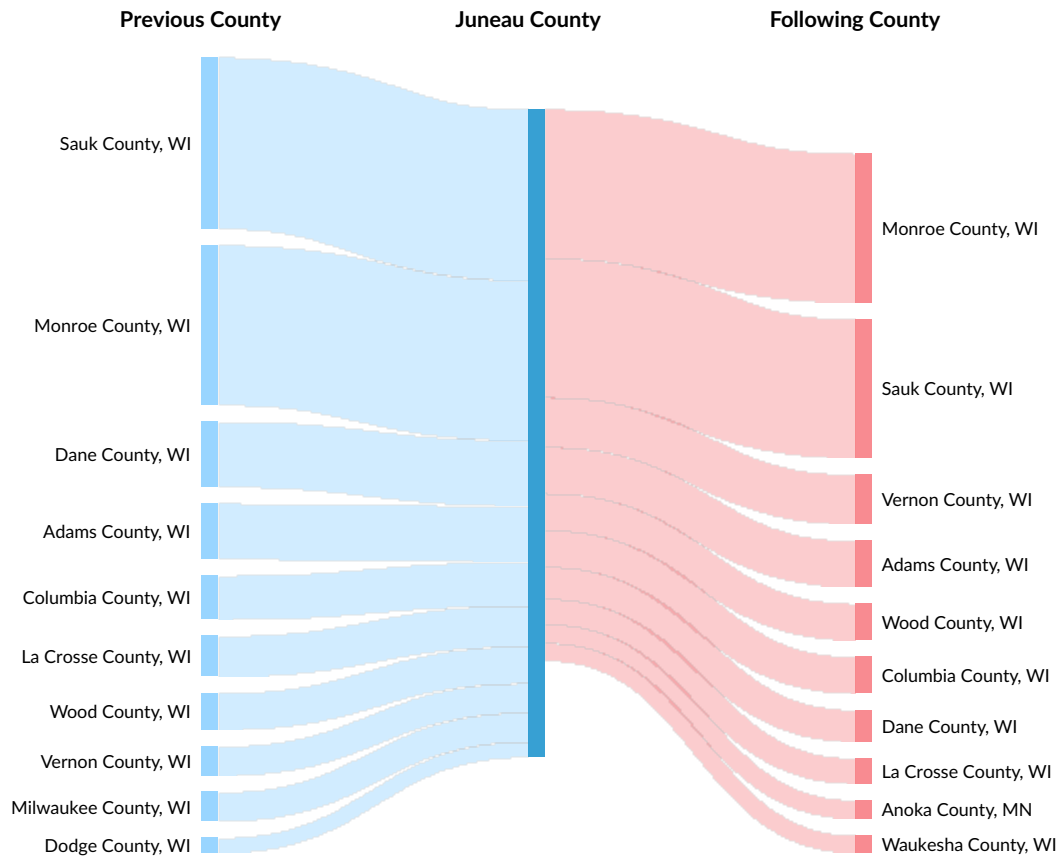 Previous County
Juneau County
Following County
Sauk County, WI
Monroe County, WI
Dane County, WI
Adams County, WI
Columbia County, WI
La Crosse County, WI
Wood County, WI
Vernon County, WI
Milwaukee County, WI
Dodge County, WI
Monroe County, WI
Sauk County, WI
Vernon County, WI
Adams County, WI
Wood County, WI
Columbia County, WI
Dane County, WI
La Crosse County, WI
Anoka County, MN
Waukesha County, WI